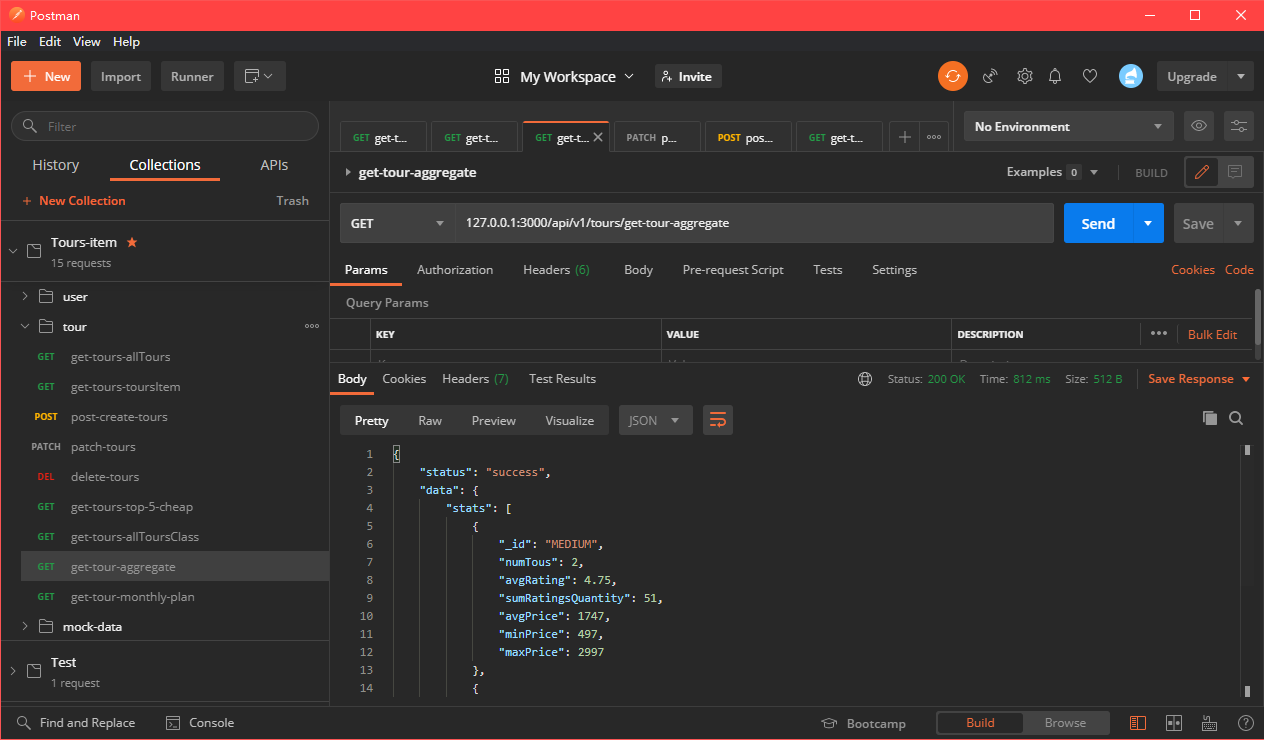 Postman
File Edit View Help
New Import Runner My Workspace Invite Upgrade
Filter
History Collections APIs
New Collection Trash
Tours-item
15 requests
user
tour
GET get-tours-allTours
GET get-tours-toursItem
POST post-create-tours
PATCH patch-tours
DEL delete-tours
GET get-tours-top-5-cheap
GET get-tours-allToursClass
GET get-tour-aggregate
GET get-tour-monthly-plan
mock-data
Test
1 request
GET get-t... GET get-t... GET get-t... PATCH p... POST pos... GET get-t... No Environment
get-tour-aggregate Examples 0 BUILD
GET 127.0.0.1:3000/api/v1/tours/get-tour-aggregate Send Save
Params Authorization Headers (6) Body Pre-request Script Tests Settings Cookies Code
Query Params
KEY VALUE DESCRIPTION Bulk Edit
Body Cookies Headers (7) Test Results Status: 200 OK Time: 812 ms Size: 512 B Save Response
Pretty Raw Preview Visualize JSON
1 {
2 "status": "success",
3 "data": {
4 "stats": [
5 {
6 "_id": "MEDIUM",
7 "numTous": 2,
8 "avgRating": 4.75,
9 "sumRatingsQuantity": 51,
10 "avgPrice": 1747,
11 "minPrice": 497,
12 "maxPrice": 2997
13 },
14 {
Find and Replace Console Bootcamp Build Browse